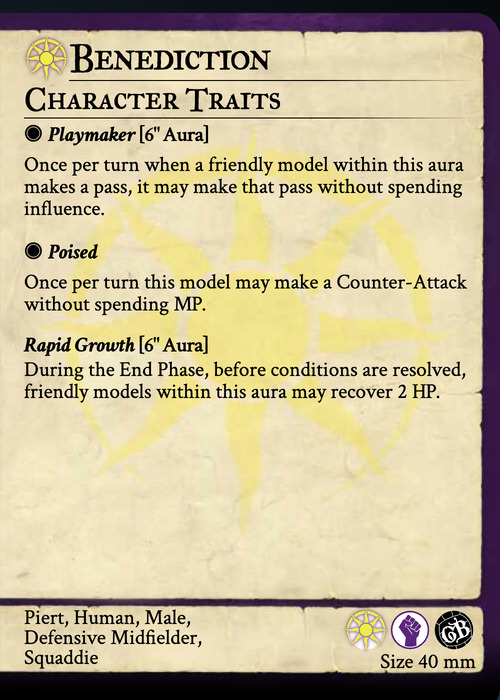 Benediction
Character Traits
Playmaker [6" Aura]
Once per turn when a friendly model within this aura
makes a pass, it may make that pass without spending
influence.
Poised
Once per turn this model may make a Counter-Attack
without spending MP.
Rapid Growth [6" Aura]
During the End Phase, before conditions are resolved,
friendly models within this aura may recover 2 HP.
Piert, Human, Male,
Defensive Midfielder,
Squaddie
GB
Size 40 mm